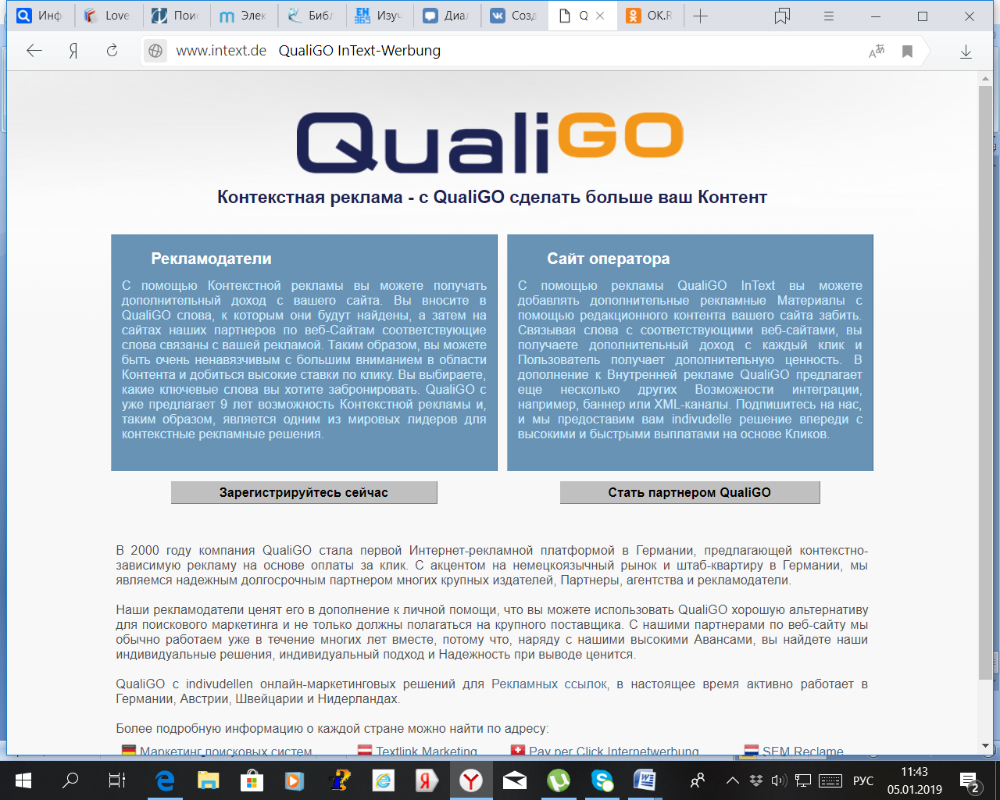 Инф
Love
Поис
Элек
Библ
EN
365
Изуч
Диал
Созд
Q
OK.R
www.intext.de QualiGO InText-Werbung
QualiGO
Контекстная реклама - с QualiGO сделать больше ваш Контент
Рекламодатели
С помощью Контекстной рекламы вы можете получать
дополнительный доход с вашего сайта. Вы вносите в
QualiGO слова, к которым они будут найдены, а затем на
сайтах наших партнеров по веб-Сайтам соответствующие
слова связаны с вашей рекламой. Таким образом, вы можете
быть очень ненавязчивым с большим вниманием в области
Контента и добиться высокие ставки по клику. Вы выбираете,
какие ключевые слова вы хотите забронировать. QualiGO с
уже предлагает 9 лет возможность Контекстной рекламы и,
таким образом, является одним из мировых лидеров для
контекстные рекламные решения.
Зарегистрируйтесь сейчас
Сайт оператора
С помощью рекламы QualiGO InText вы можете
добавлять дополнительные рекламные Материалы с
помощью редакционного контента вашего сайта забить.
Связывая слова с соответствующими веб-сайтами, вы
получаете дополнительный доход с каждый клик и
Пользователь получает дополнительную ценность. В
дополнение к Внутренней рекламе QualiGO предлагает
еще несколько других Возможности интеграции,
например, баннер или XML-каналы. Подпишитесь на нас,
и мы предоставим вам indivudelle решение впереди с
высокими и быстрыми выплатами на основе Кликов.
Стать партнером QualiGO
В 2000 году компания QualiGO стала первой Интернет-рекламной платформой в Германии, предлагающей контекстно-
зависимую рекламу на основе оплаты за клик. С акцентом на немецкоязычный рынок и штаб-квартиру в Германии, мы
являемся надежным долгосрочным партнером многих крупных издателей, Партнеры, агентства и рекламодатели.
Наши рекламодатели ценят его в дополнение к личной помощи, что вы можете использовать QualiGO хорошую альтернативу
для поискового маркетинга и не только должны полагаться на крупного поставщика. С нашими партнерами по веб-сайту мы
обычно работаем уже в течение многих лет вместе, потому что, наряду с нашими высокими Авансами, вы найдете наши
индивидуальные решения, индивидуальный подход и Надежность при выводе ценится.
QualiGO с indivudellen онлайн-маркетинговых решений для Рекламных ссылок, в настоящее время активно работает в
Германии, Австрии, Швейцарии и Нидерландах.
Более подробную информацию о каждой стране можно найти по адресу:
Маркетинг поисковых систем Textlink Marketing Pay per Click Internetwerbung SEM Reclame
РУС
11:43
05.01.2019
2